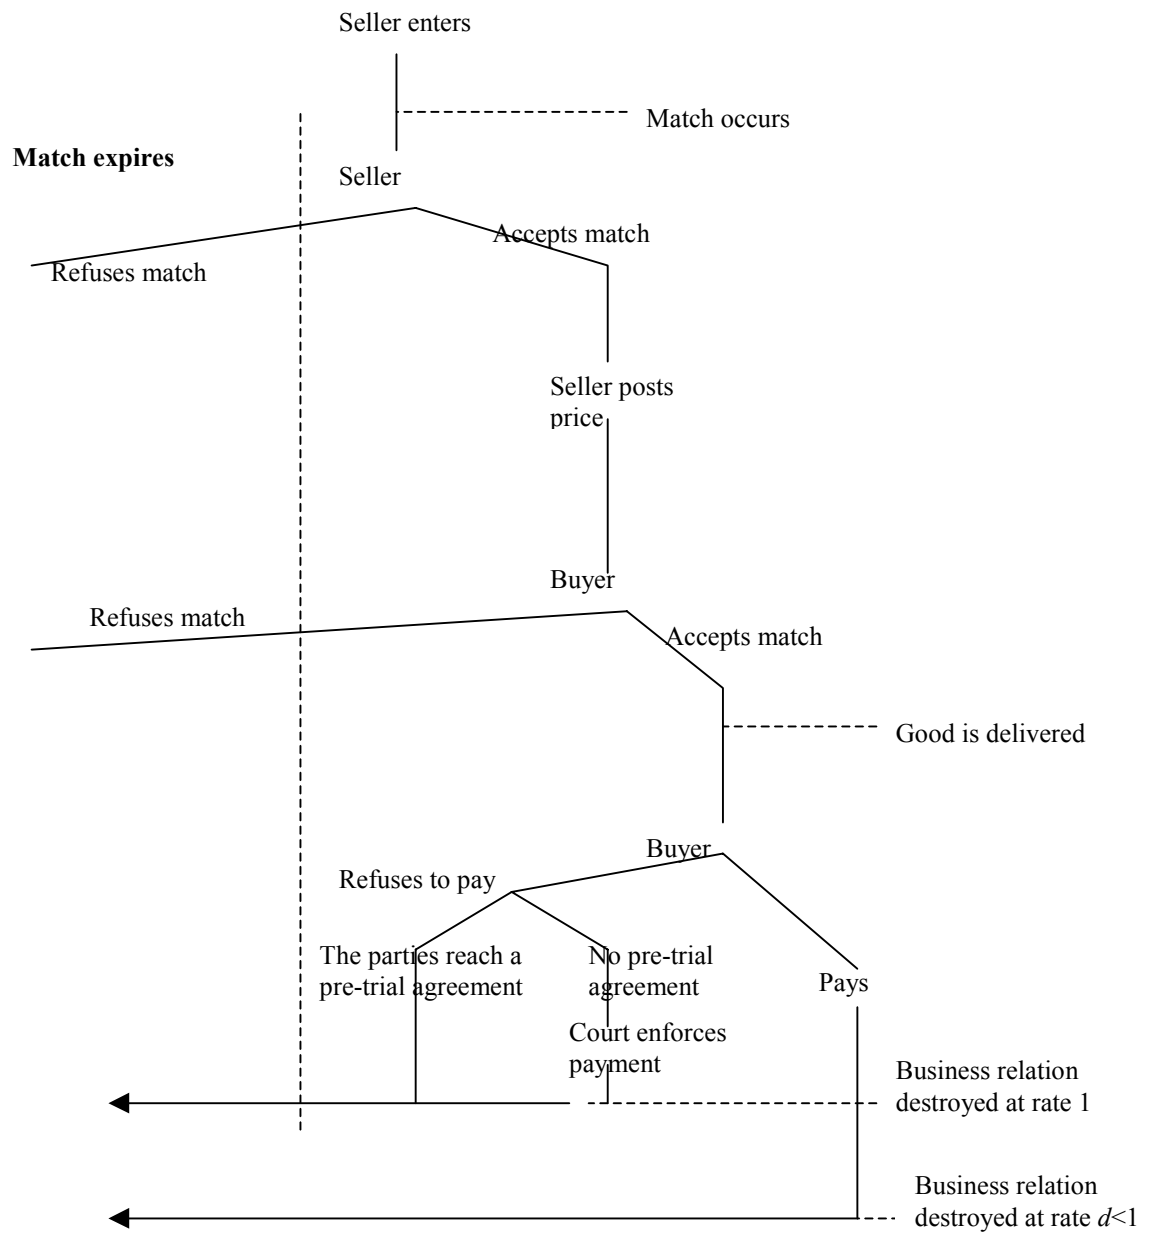 Seller enters
Match occurs
Match expires
Seller
Accepts match
Refuses match
Seller posts
price
Buyer
Refuses match
Accepts match
Good is delivered
Buyer
Refuses to pay
The parties reach a
pre-trial agreement
No pre-trial
agreement
Pays
Court enforces
payment
Business relation
destroyed at rate 1
Business relation
destroyed at rate d<1